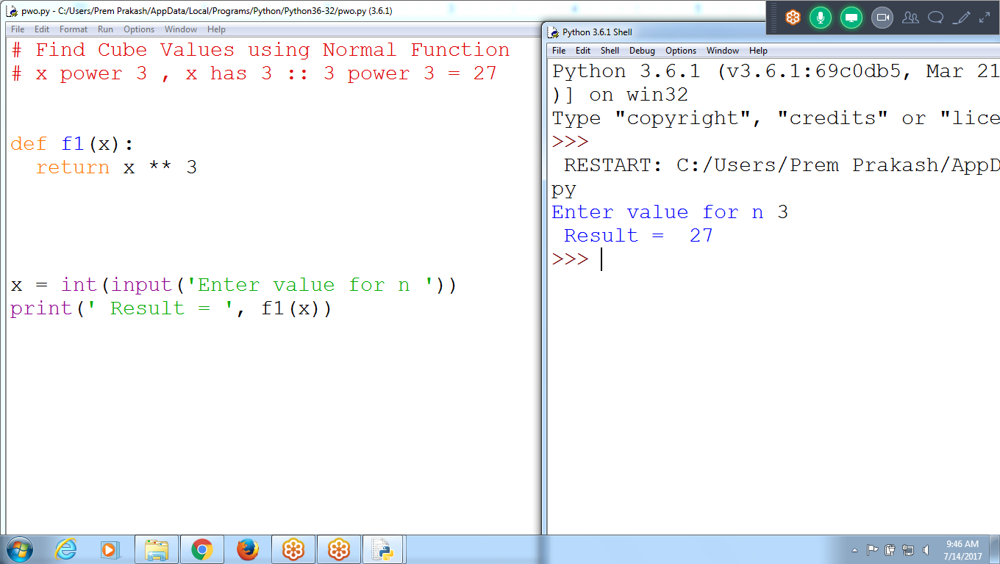 pwo.py - C:/Users/Prem Prakash/AppData/Local/Programs/Python/Python36-32/pwo.py (3.6.1)
File Edit Format Run Options Window Help
# Find Cube Values using Normal Function
# x power 3 , x has 3 :: 3 power 3 = 27
def f1(x):
  return x ** 3
x = int(input('Enter value for n '))
print(' Result = ', f1(x))
Python 3.6.1 Shell
File Edit Shell Debug Options Window Help
Python 3.6.1 (v3.6.1:69c0db5, Mar 21
)] on win32
Type "copyright", "credits" or "lice
>>>
 RESTART: C:/Users/Prem Prakash/AppD
py
Enter value for n 3
 Result =  27
>>>
9:46 AM
7/14/2017